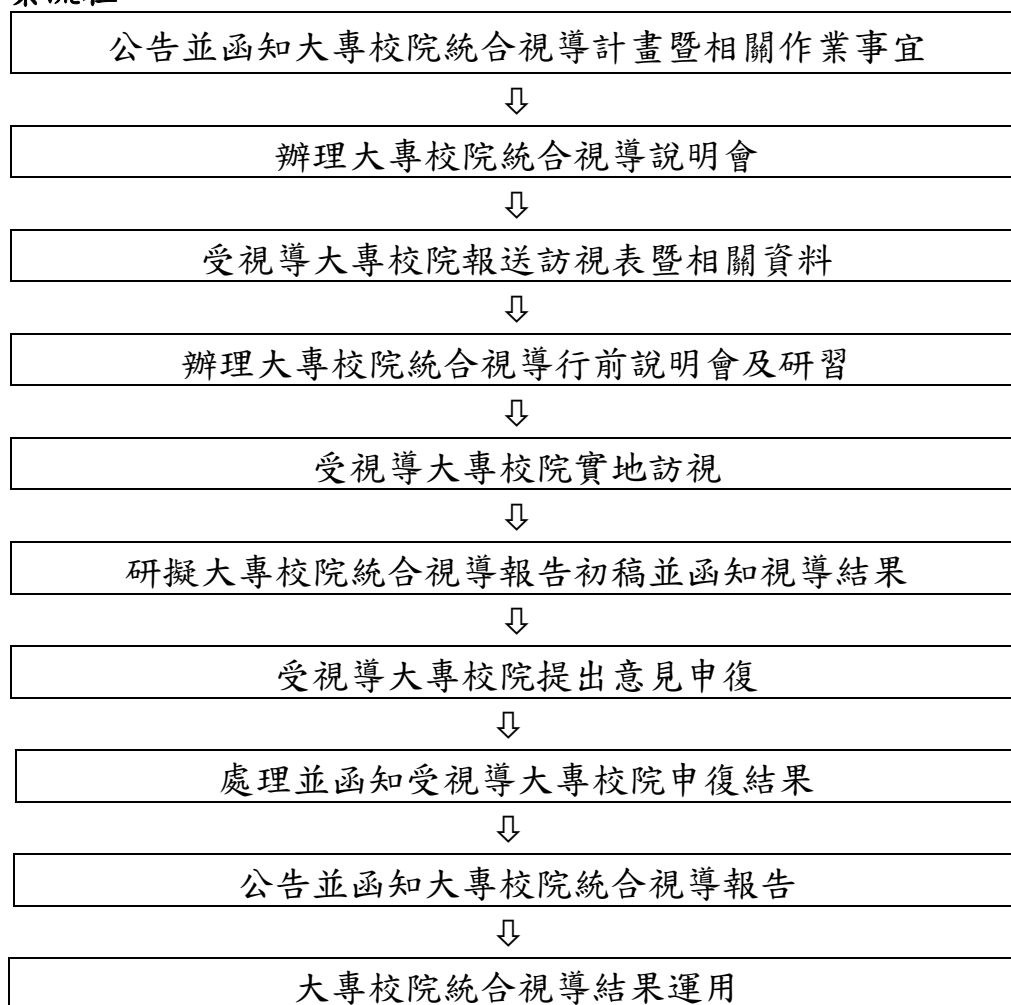 公告並函知大專校院統合視導計畫暨相關作業事宜
⇩
辦理大專校院統合視導說明會
⇩
受視導大專校院報送訪視表暨相關資料
⇩
辦理大專校院統合視導行前說明會及研習
⇩
受視導大專校院實地訪視
⇩
研擬大專校院統合視導報告初稿並函知視導結果
⇩
受視導大專校院提出意見申復
⇩
處理並函知受視導大專校院申復結果
⇩
公告並函知大專校院統合視導報告
⇩
大專校院統合視導結果運用